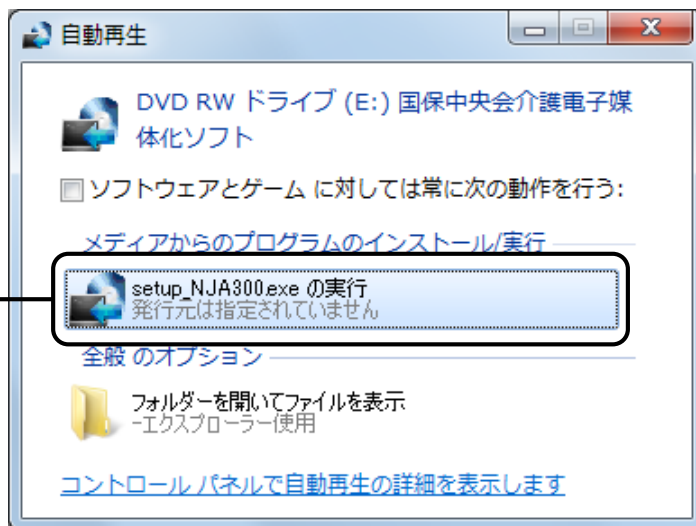 自動再生
DVD RW ドライブ (E:) 国保中央会介護電子媒
体化ソフト
ソフトウェアとゲーム に対しては常に次の動作を行う:
メディアからのプログラムのインストール/実行
setup_NJA300.exe の実行
発行元は指定されていません
全般 のオプション
フォルダーを開いてファイルを表示
-エクスプローラー使用
コントロール パネルで自動再生の詳細を表示します